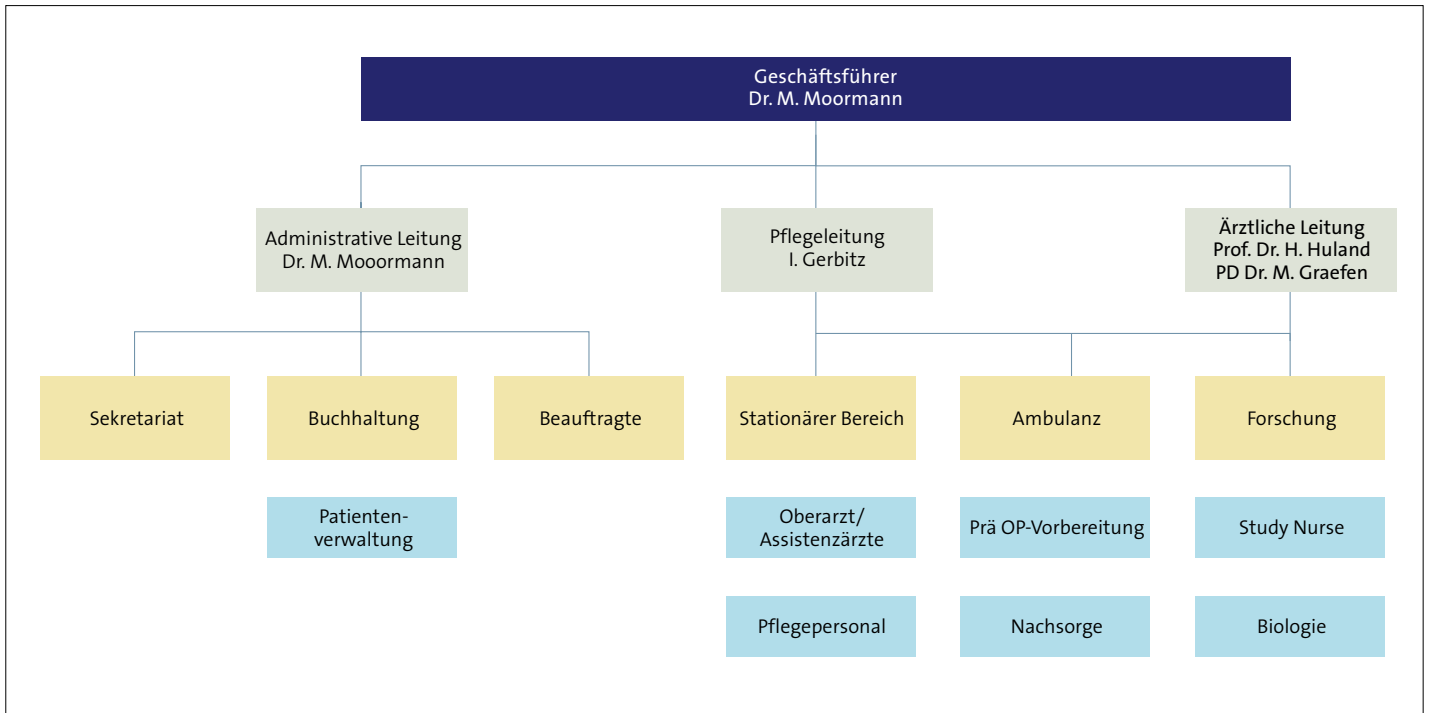 Geschäftsführer
Dr. M. Moormann
Administrative Leitung
Dr. M. Mooormann
Pflegeleitung
I. Gerbitz
Ärztliche Leitung
Prof. Dr. H. Huland
PD Dr. M. Graefen
Sekretariat
Buchhaltung
Beauftragte
Stationärer Bereich
Ambulanz
Forschung
Patienten-
verwaltung
Oberarzt/
Assistenzärzte
Prä OP-Vorbereitung
Study Nurse
Pflegepersonal
Nachsorge
Biologie